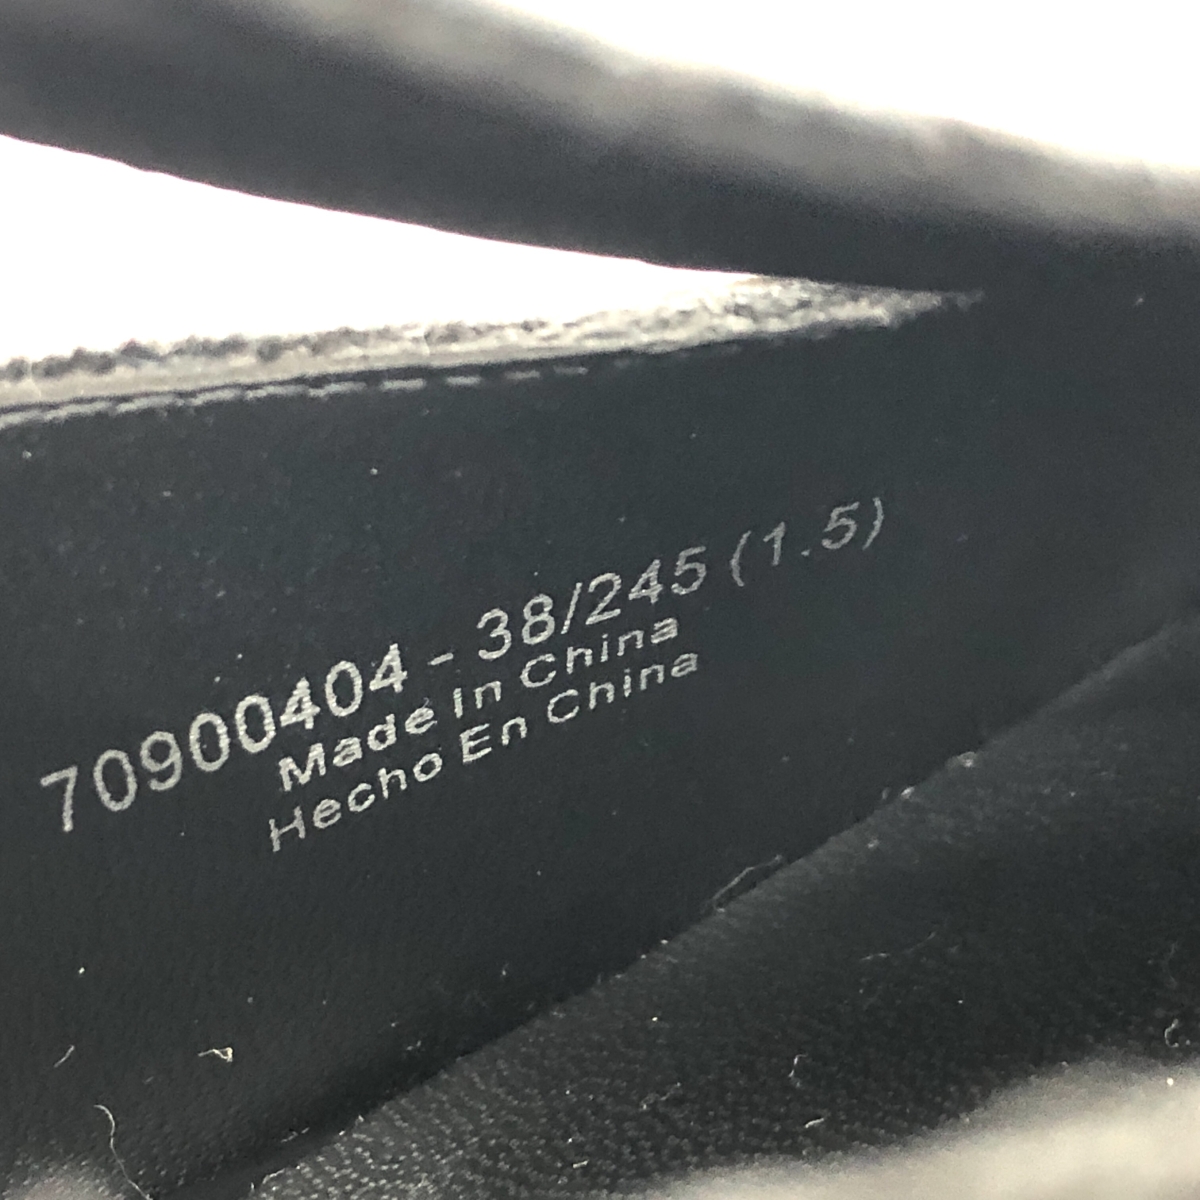 70900404 - 38/245 (1.5)
Made In China
Hecho En China